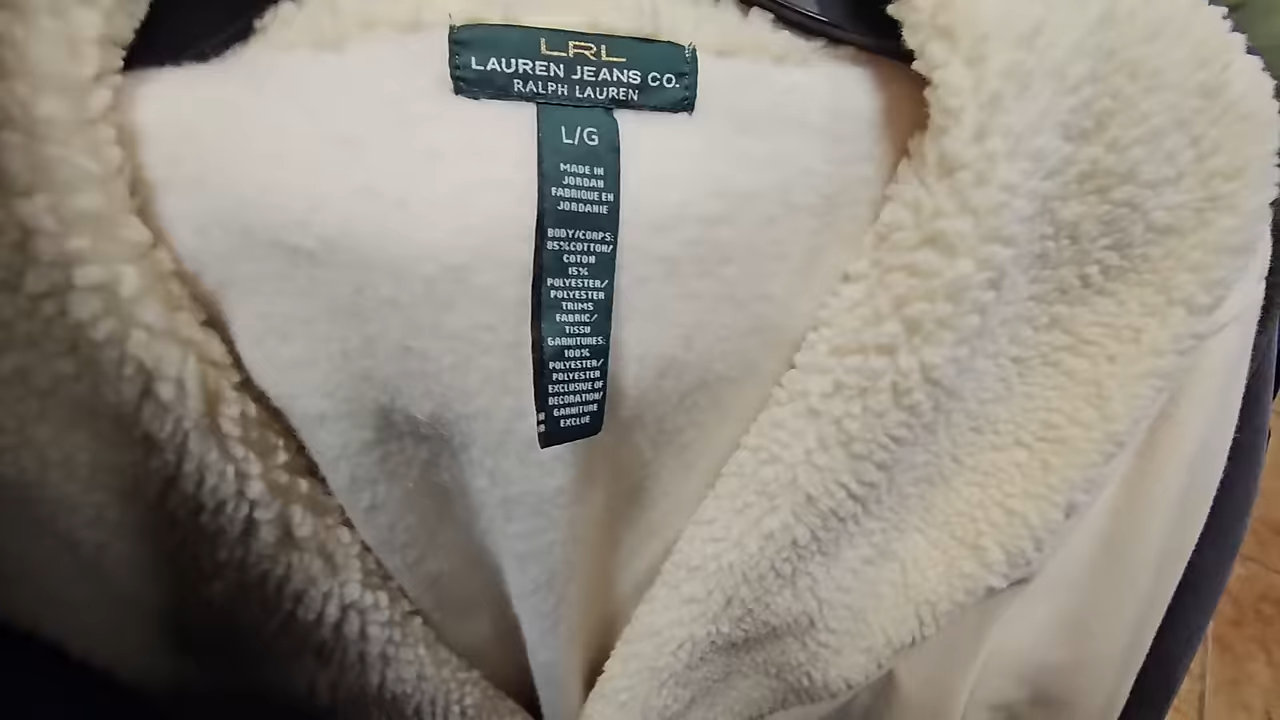 LRL
LAUREN JEANS CO.
RALPH LAUREN
L/G
MADE IN
JORDAN
FABRIQUE EN
JORDANIE
BODY/CORPS:
85%COTTON/
COTON
15%
POLYESTER/
POLYESTER
TRIMS
FABRIC/
TISSU
GARNITURES:
100%
POLYESTER/
POLYESTER
EXCLUSIVE OF
DECORATION/
GARNITURE
EXCLUE